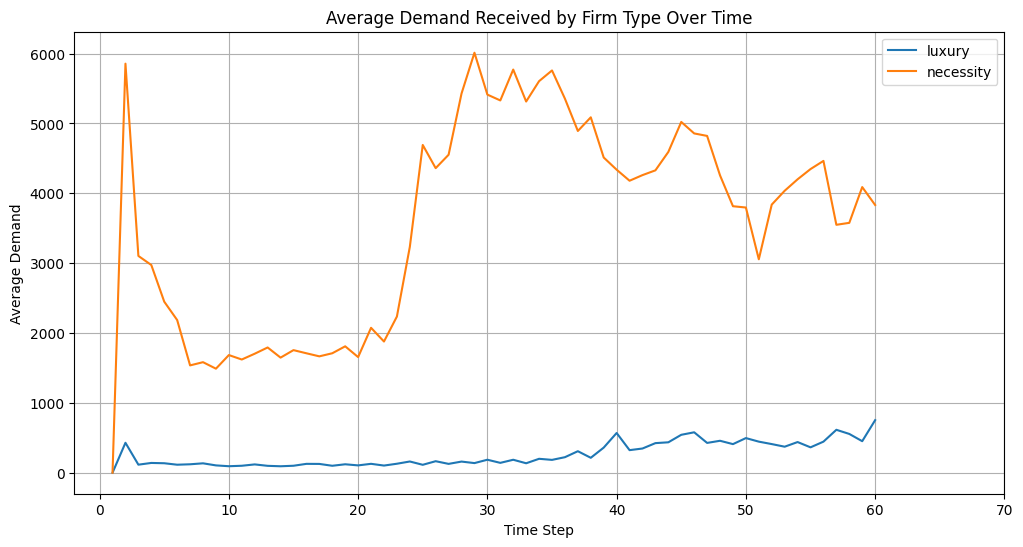 Average Demand Received by Firm Type Over Time
luxury
necessity
Average Demand
6000
5000
4000
3000
2000
1000
0
0 10 20 30 40 50 60 70
Time Step